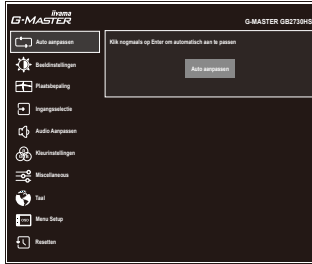 iiyama
G-MASTER
G-MASTER GB2730HS
Auto aanpassen
Klik nogmaals op Enter om automatisch aan te passen
Auto aanpassen
Beeldinstellingen
Plaatsbepaling
Ingangsselectie
Audio Aanpassen
Kleurinstellingen
Miscellaneous
Taal
OSD
Menu Setup
Resetten